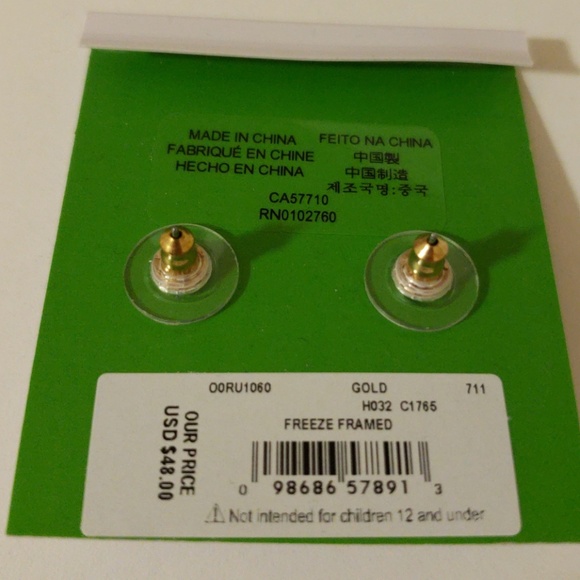 MADE IN CHINA
FABRIQUÉ EN CHINE
HECHO EN CHINA
FEITO NA CHINA
中国製
中国制造
제조국명:중국
CA57710
RN0102760
O0RU1060 GOLD 711
H032 C1765
FREEZE FRAMED
0 98686 57891 3
⚠ Not intended for children 12 and under
OUR PRICE
USD $48.00